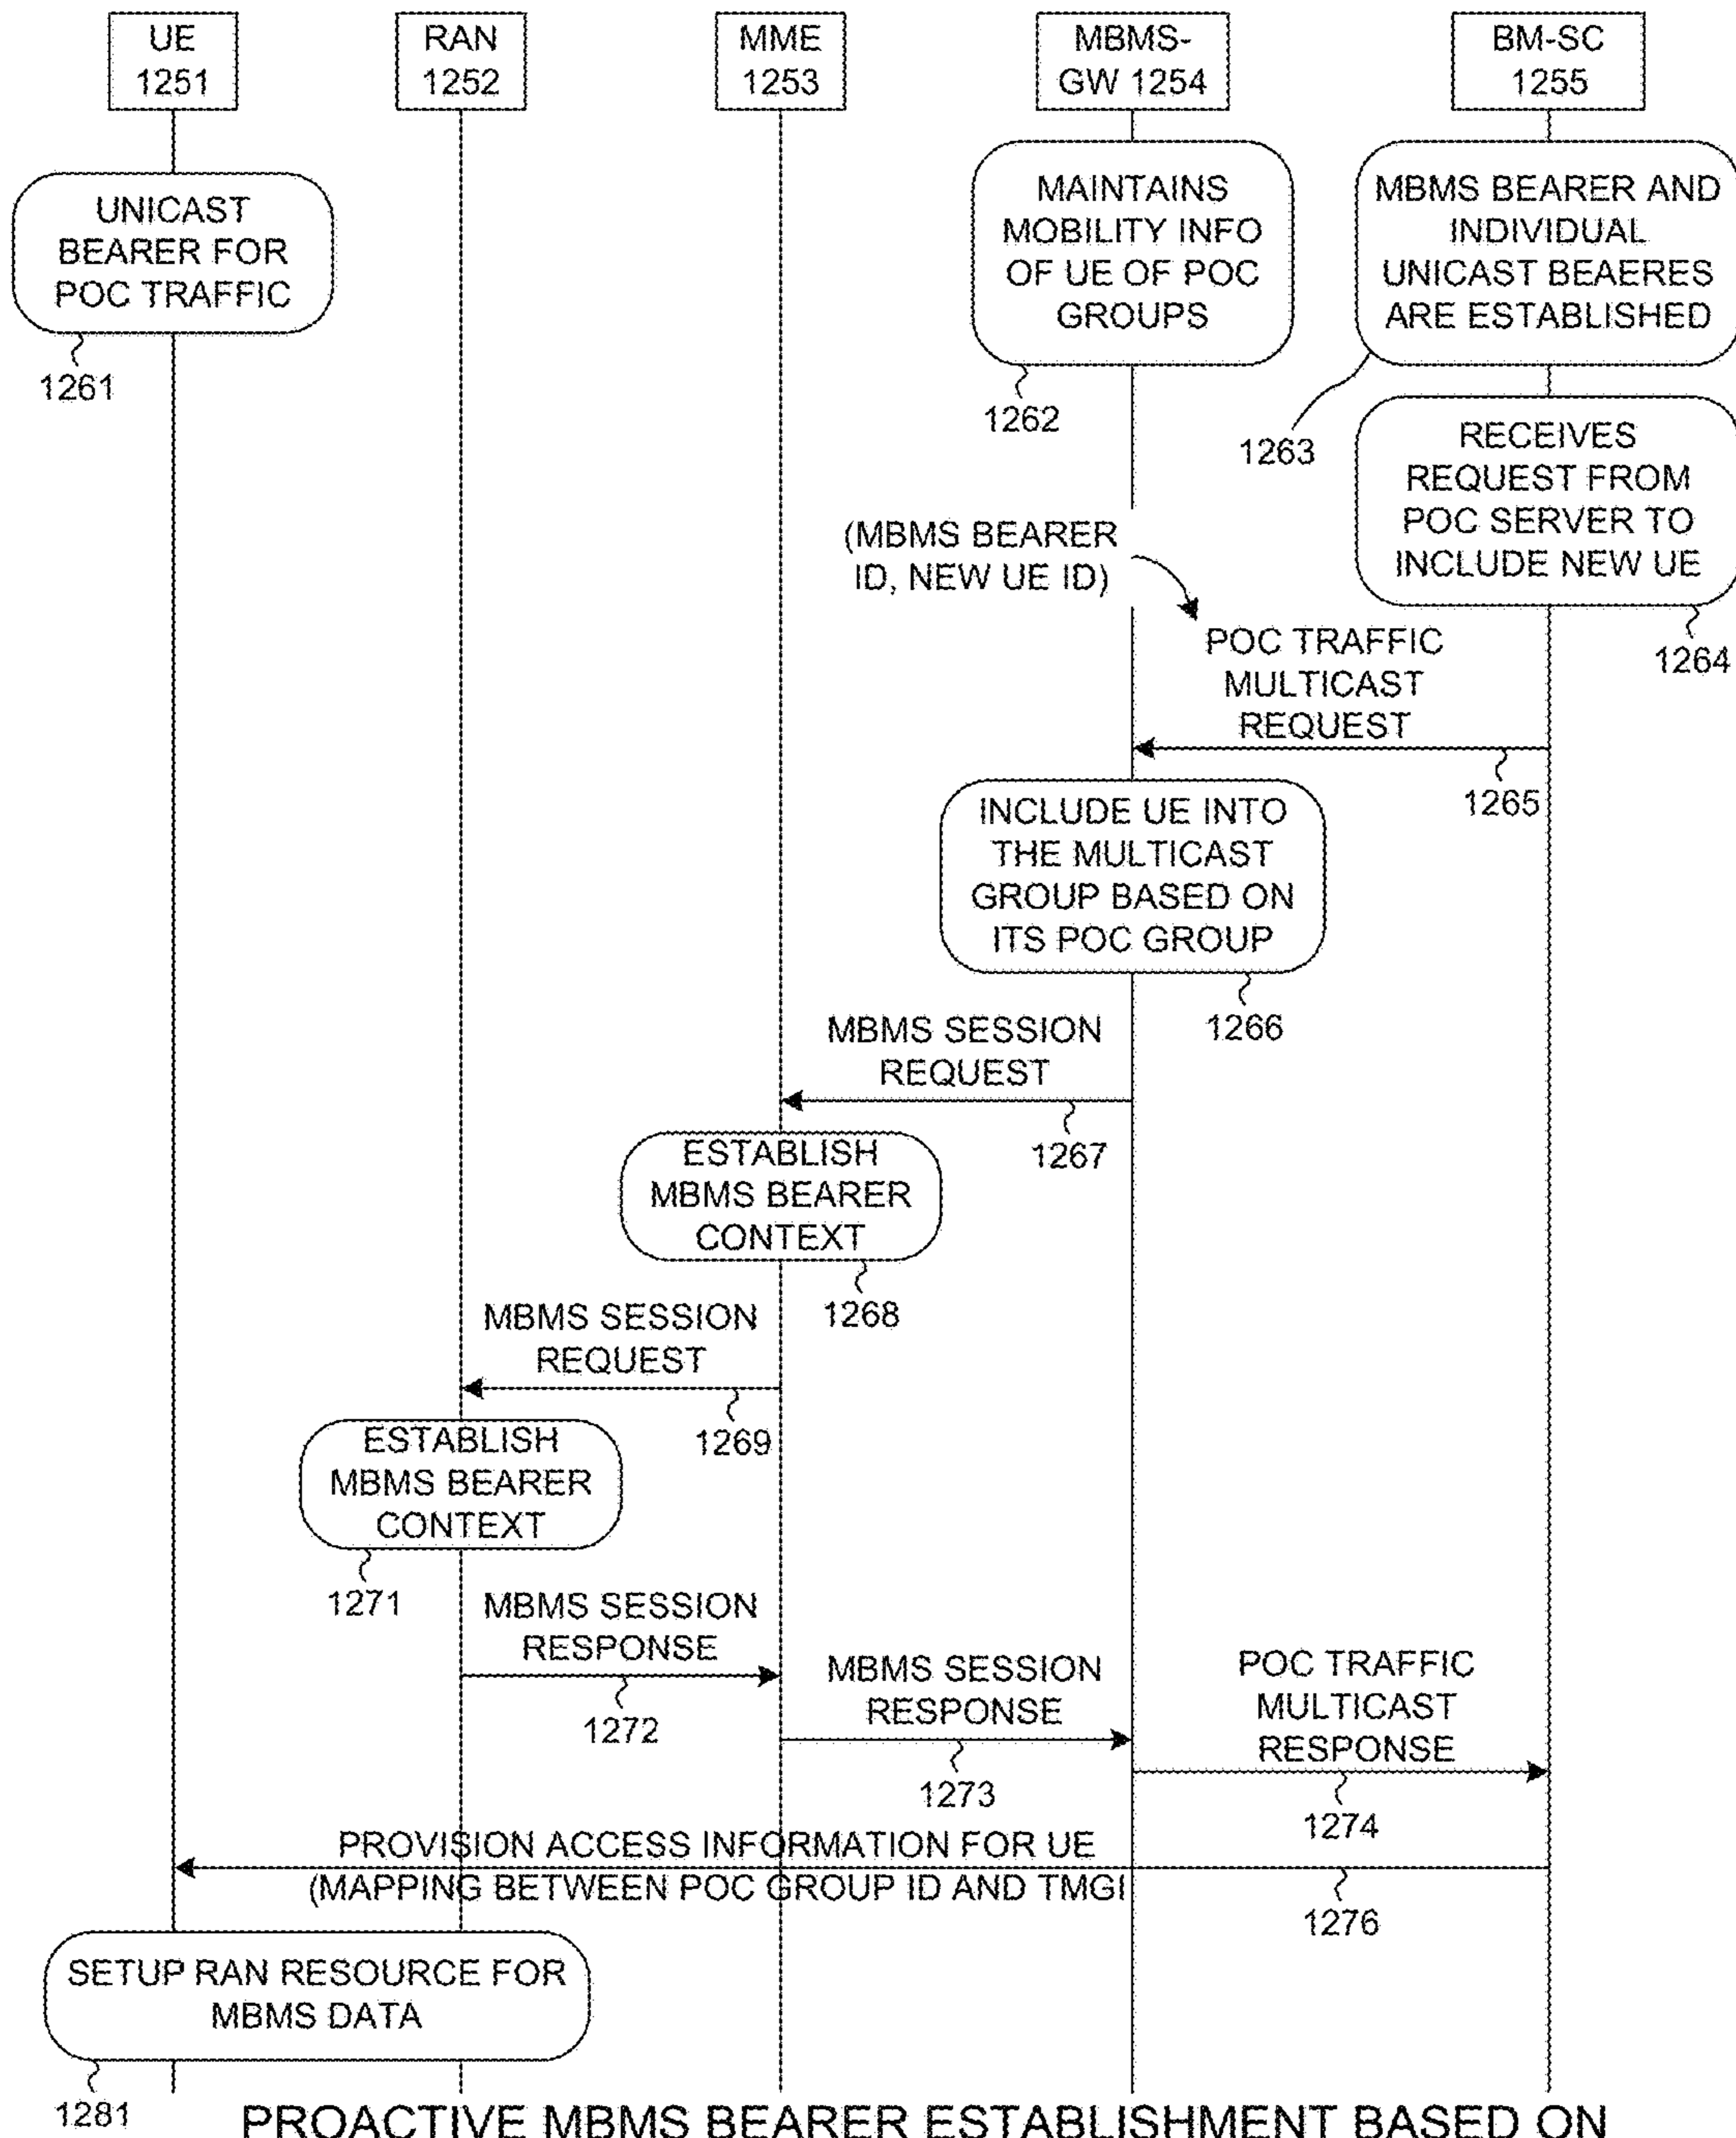 UE
1251
RAN
1252
MME
1253
MBMS-
GW 1254
BM-SC
1255
UNICAST
BEARER FOR
POC TRAFFIC
1261
MAINTAINS
MOBILITY INFO
OF UE OF POC
GROUPS
1262
MBMS BEARER AND
INDIVIDUAL
UNICAST BEAERES
ARE ESTABLISHED
1263
RECEIVES
REQUEST FROM
POC SERVER TO
INCLUDE NEW UE
1264
(MBMS BEARER
ID, NEW UE ID)
POC TRAFFIC
MULTICAST
REQUEST
1265
INCLUDE UE INTO
THE MULTICAST
GROUP BASED ON
ITS POC GROUP
1266
MBMS SESSION
REQUEST
1267
ESTABLISH
MBMS BEARER
CONTEXT
1268
MBMS SESSION
REQUEST
1269
ESTABLISH
MBMS BEARER
CONTEXT
1271
MBMS SESSION
RESPONSE
1272
MBMS SESSION
RESPONSE
1273
POC TRAFFIC
MULTICAST
RESPONSE
1274
PROVISION ACCESS INFORMATION FOR UE
(MAPPING BETWEEN POC GROUP ID AND TMGI
1276
SETUP RAN RESOURCE FOR
MBMS DATA
1281
PROACTIVE MBMS BEARER ESTABLISHMENT BASED ON